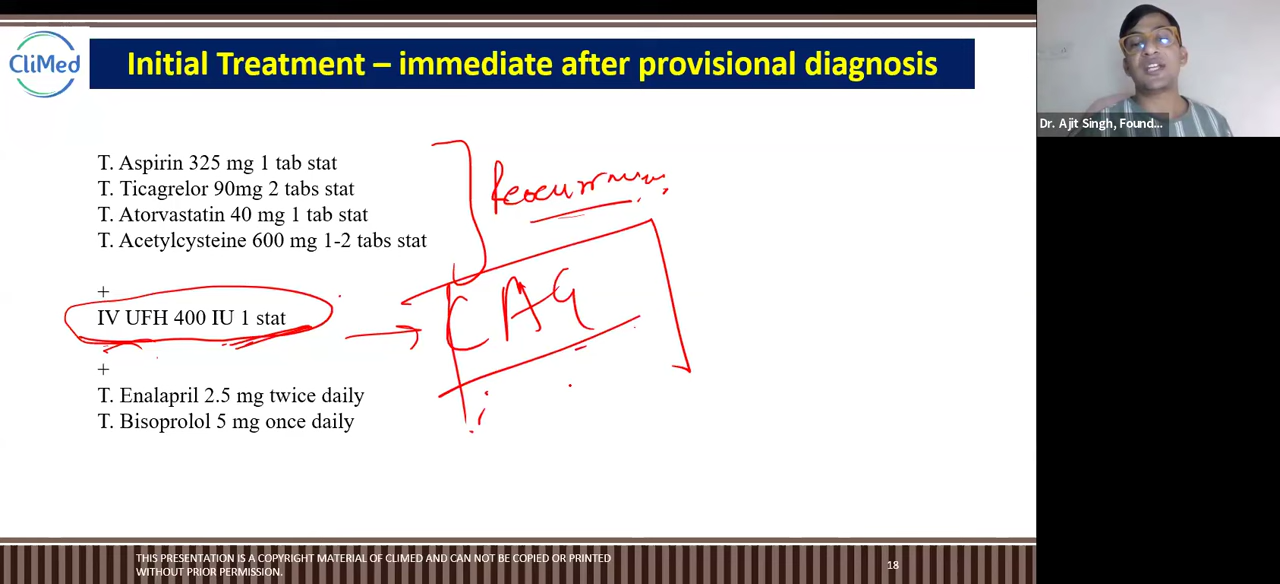 CliMed
Initial Treatment – immediate after provisional diagnosis
Dr. Ajit Singh, Found...
T. Aspirin 325 mg 1 tab stat
T. Ticagrelor 90mg 2 tabs stat
T. Atorvastatin 40 mg 1 tab stat
T. Acetylcysteine 600 mg 1-2 tabs stat
+
IV UFH 400 IU 1 stat
CAG
+
T. Enalapril 2.5 mg twice daily
T. Bisoprolol 5 mg once daily
THIS PRESENTATION IS A COPYRIGHT MATERIAL OF CLIMED AND CAN NOT BE COPIED OR PRINTED
WITHOUT PRIOR PERMISSION.
18